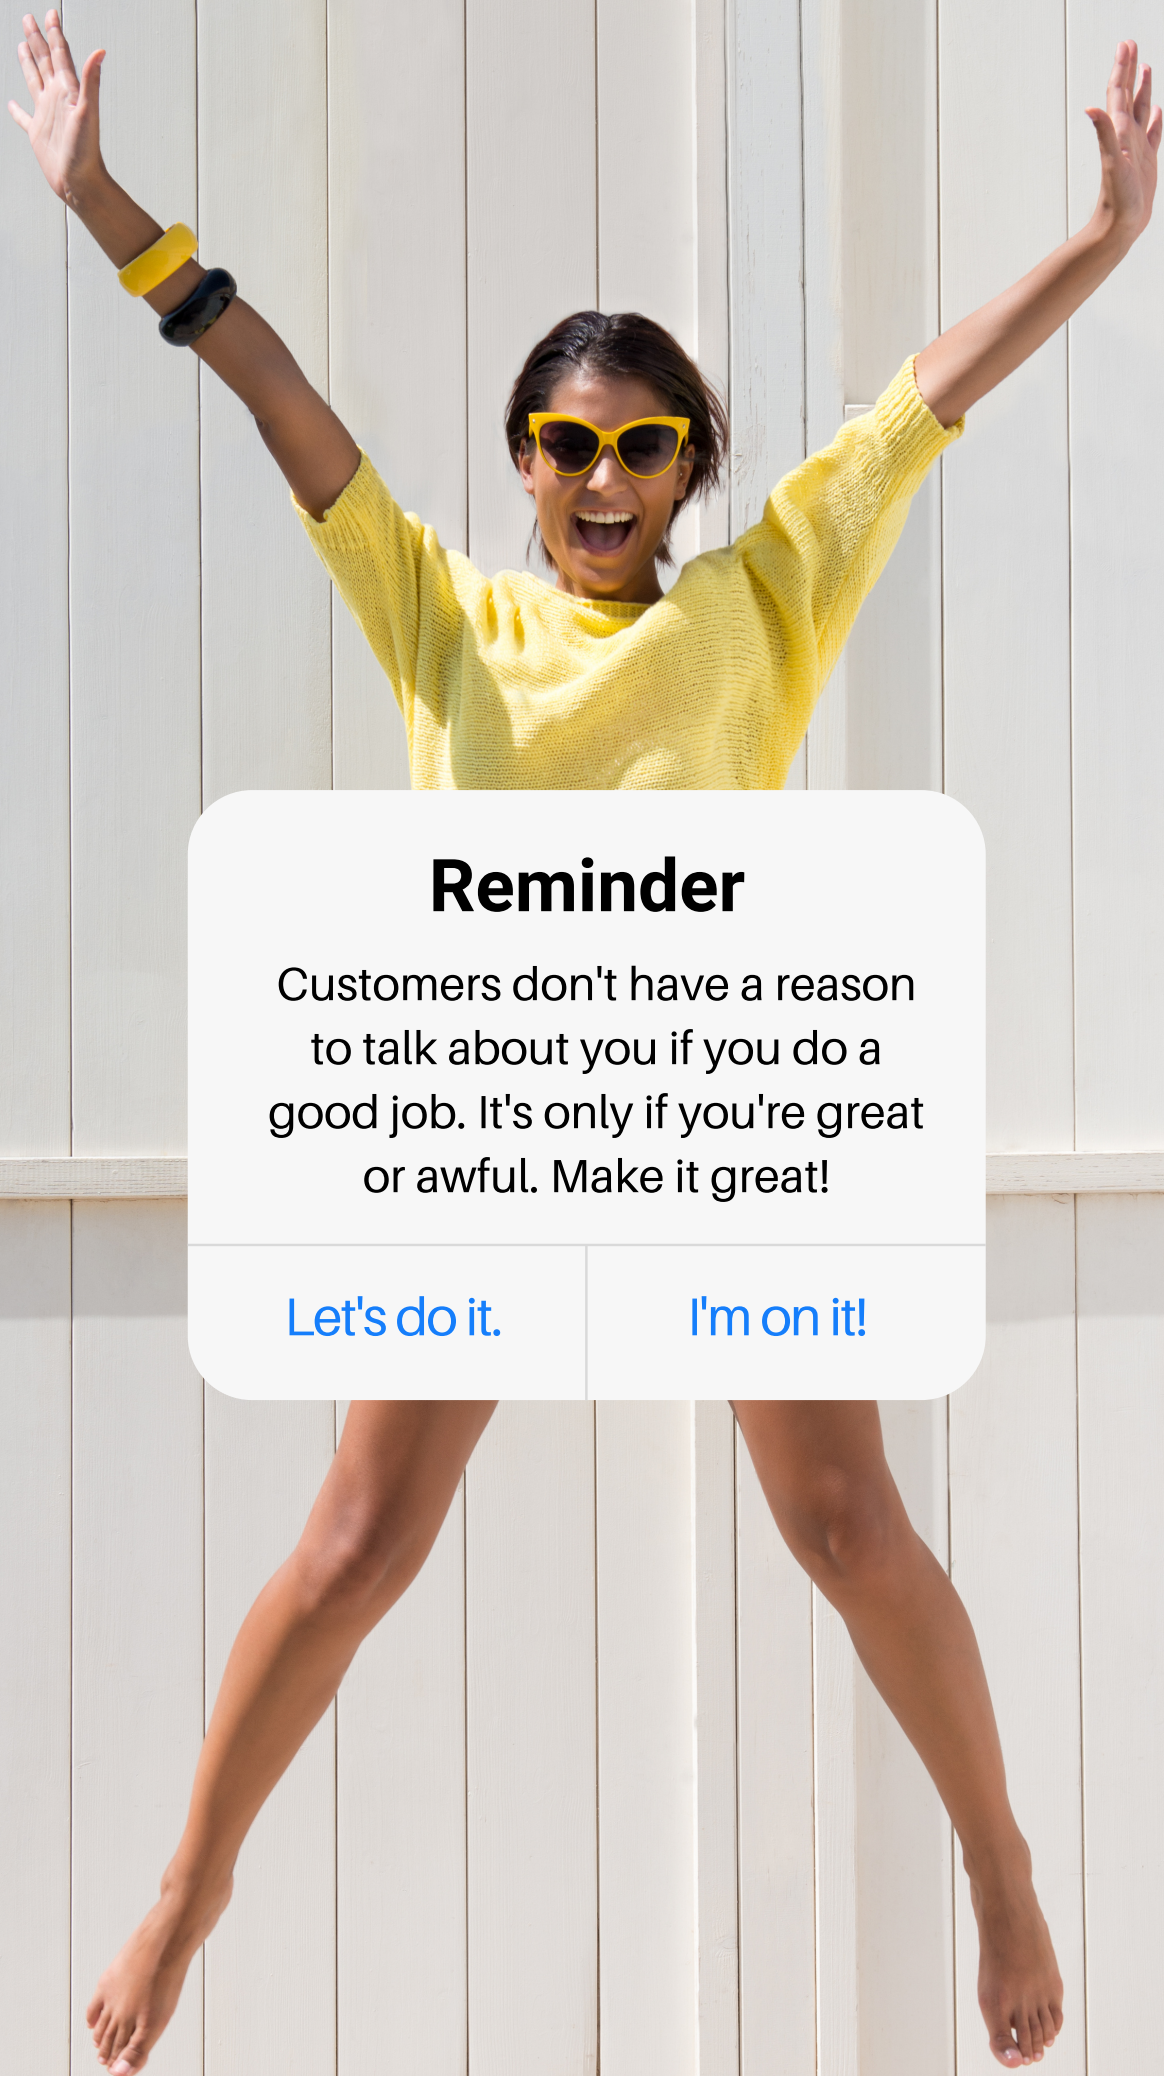 Reminder
Customers don't have a reason
to talk about you if you do a
good job. It's only if you're great
or awful. Make it great!
Let's do it.
I'm on it!